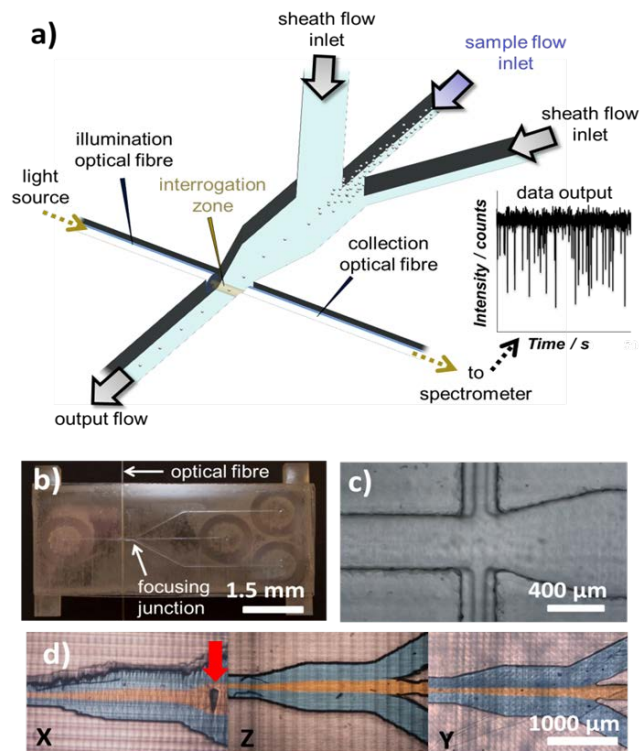 a)
sheath flow
inlet
sample flow
inlet
sheath flow
inlet
illumination
optical fibre
light
source
interrogation
zone
data output
collection
optical fibre
Intensity / counts
Time / s
to
spectrometer
output flow
b)
optical fibre
focusing
junction
1.5 mm
c)
400 µm
d)
X
Z
Y
1000 µm